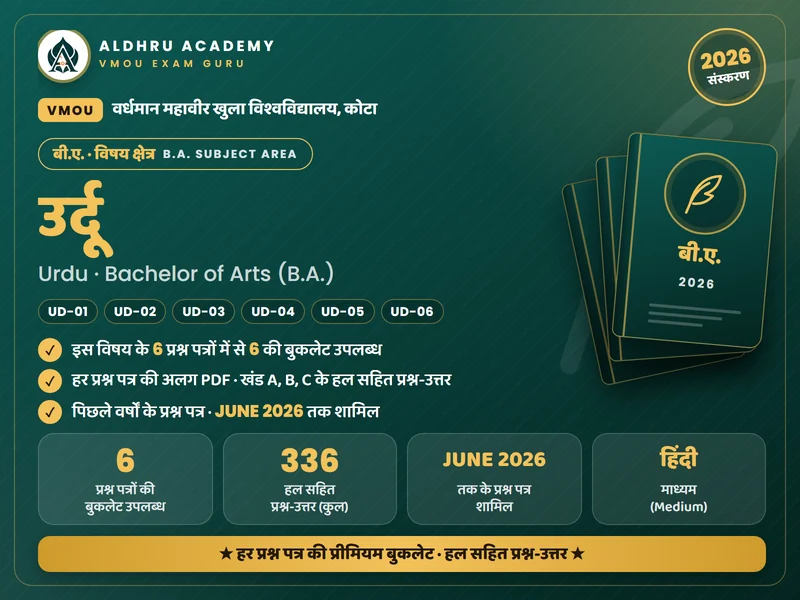 ALDHRU ACADEMY
VMOU EXAM GURU
2026
संस्करण
VMOU वर्धमान महावीर खुला विश्वविद्यालय, कोटा
बी.ए. · विषय क्षेत्र B.A. SUBJECT AREA
उर्दू
Urdu · Bachelor of Arts (B.A.)
UD-01 UD-02 UD-03 UD-04 UD-05 UD-06
इस विषय के 6 प्रश्न पत्रों में से 6 की बुकलेट उपलब्ध
हर प्रश्न पत्र की अलग PDF · खंड A, B, C के हल सहित प्रश्न-उत्तर
पिछले वर्षों के प्रश्न पत्र · JUNE 2026 तक शामिल
बी.ए.
2026
6
प्रश्न पत्रों की
बुकलेट उपलब्ध
336
हल सहित
प्रश्न-उत्तर (कुल)
JUNE 2026
तक के प्रश्न पत्र
शामिल
हिंदी
माध्यम
(Medium)
★ हर प्रश्न पत्र की प्रीमियम बुकलेट · हल सहित प्रश्न-उत्तर ★